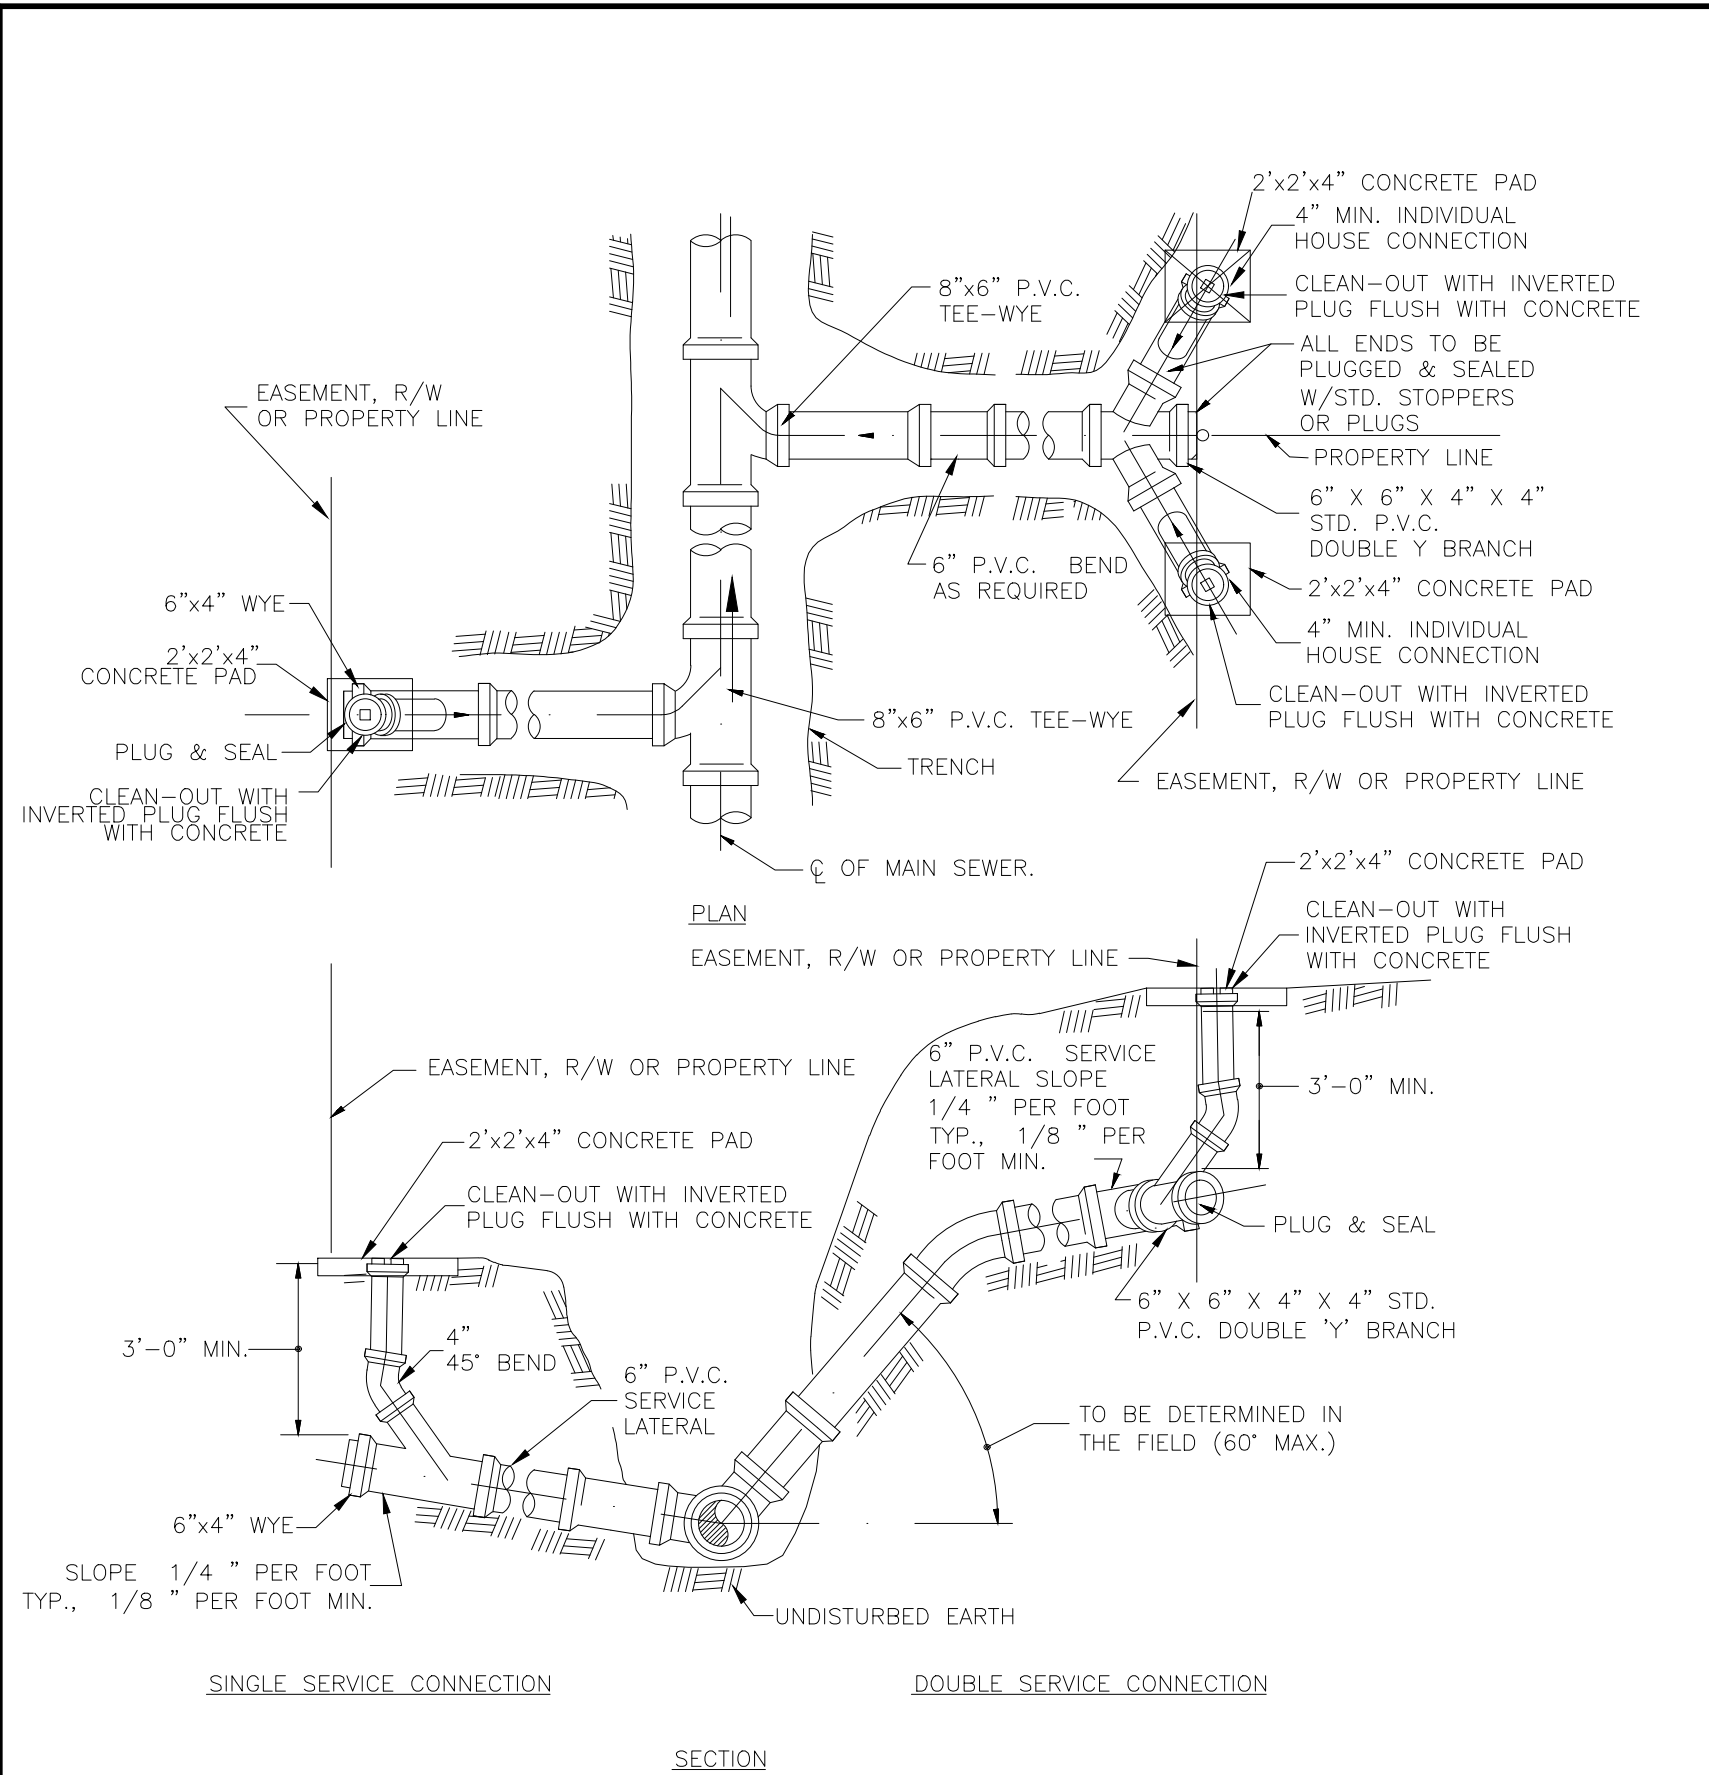 2'x2'x4" CONCRETE PAD
4" MIN. INDIVIDUAL
HOUSE CONNECTION
CLEAN-OUT WITH INVERTED
PLUG FLUSH WITH CONCRETE
8"x6" P.V.C.
TEE-WYE
ALL ENDS TO BE
PLUGGED & SEALED
W/STD. STOPPERS
OR PLUGS
EASEMENT, R/W
OR PROPERTY LINE
PROPERTY LINE
6" X 6" X 4" X 4"
STD. P.V.C.
DOUBLE Y BRANCH
6" P.V.C. BEND
AS REQUIRED
2'x2'x4" CONCRETE PAD
6"x4" WYE
4" MIN. INDIVIDUAL
HOUSE CONNECTION
2'x2'x4"
CONCRETE PAD
CLEAN-OUT WITH INVERTED
PLUG FLUSH WITH CONCRETE
8"x6" P.V.C. TEE-WYE
PLUG & SEAL
TRENCH
EASEMENT, R/W OR PROPERTY LINE
CLEAN-OUT WITH
INVERTED PLUG FLUSH
WITH CONCRETE
℄ OF MAIN SEWER.
PLAN
2'x2'x4" CONCRETE PAD
CLEAN-OUT WITH
INVERTED PLUG FLUSH
WITH CONCRETE
EASEMENT, R/W OR PROPERTY LINE
6" P.V.C. SERVICE
LATERAL SLOPE
1/4 " PER FOOT
TYP., 1/8 " PER
FOOT MIN.
EASEMENT, R/W OR PROPERTY LINE
3'-0" MIN.
2'x2'x4" CONCRETE PAD
CLEAN-OUT WITH INVERTED
PLUG FLUSH WITH CONCRETE
PLUG & SEAL
6" X 6" X 4" X 4" STD.
P.V.C. DOUBLE 'Y' BRANCH
3'-0" MIN.
4"
45° BEND
6" P.V.C.
SERVICE
LATERAL
TO BE DETERMINED IN
THE FIELD (60° MAX.)
6"x4" WYE
SLOPE 1/4 " PER FOOT
TYP., 1/8 " PER FOOT MIN.
UNDISTURBED EARTH
SINGLE SERVICE CONNECTION
DOUBLE SERVICE CONNECTION
SECTION